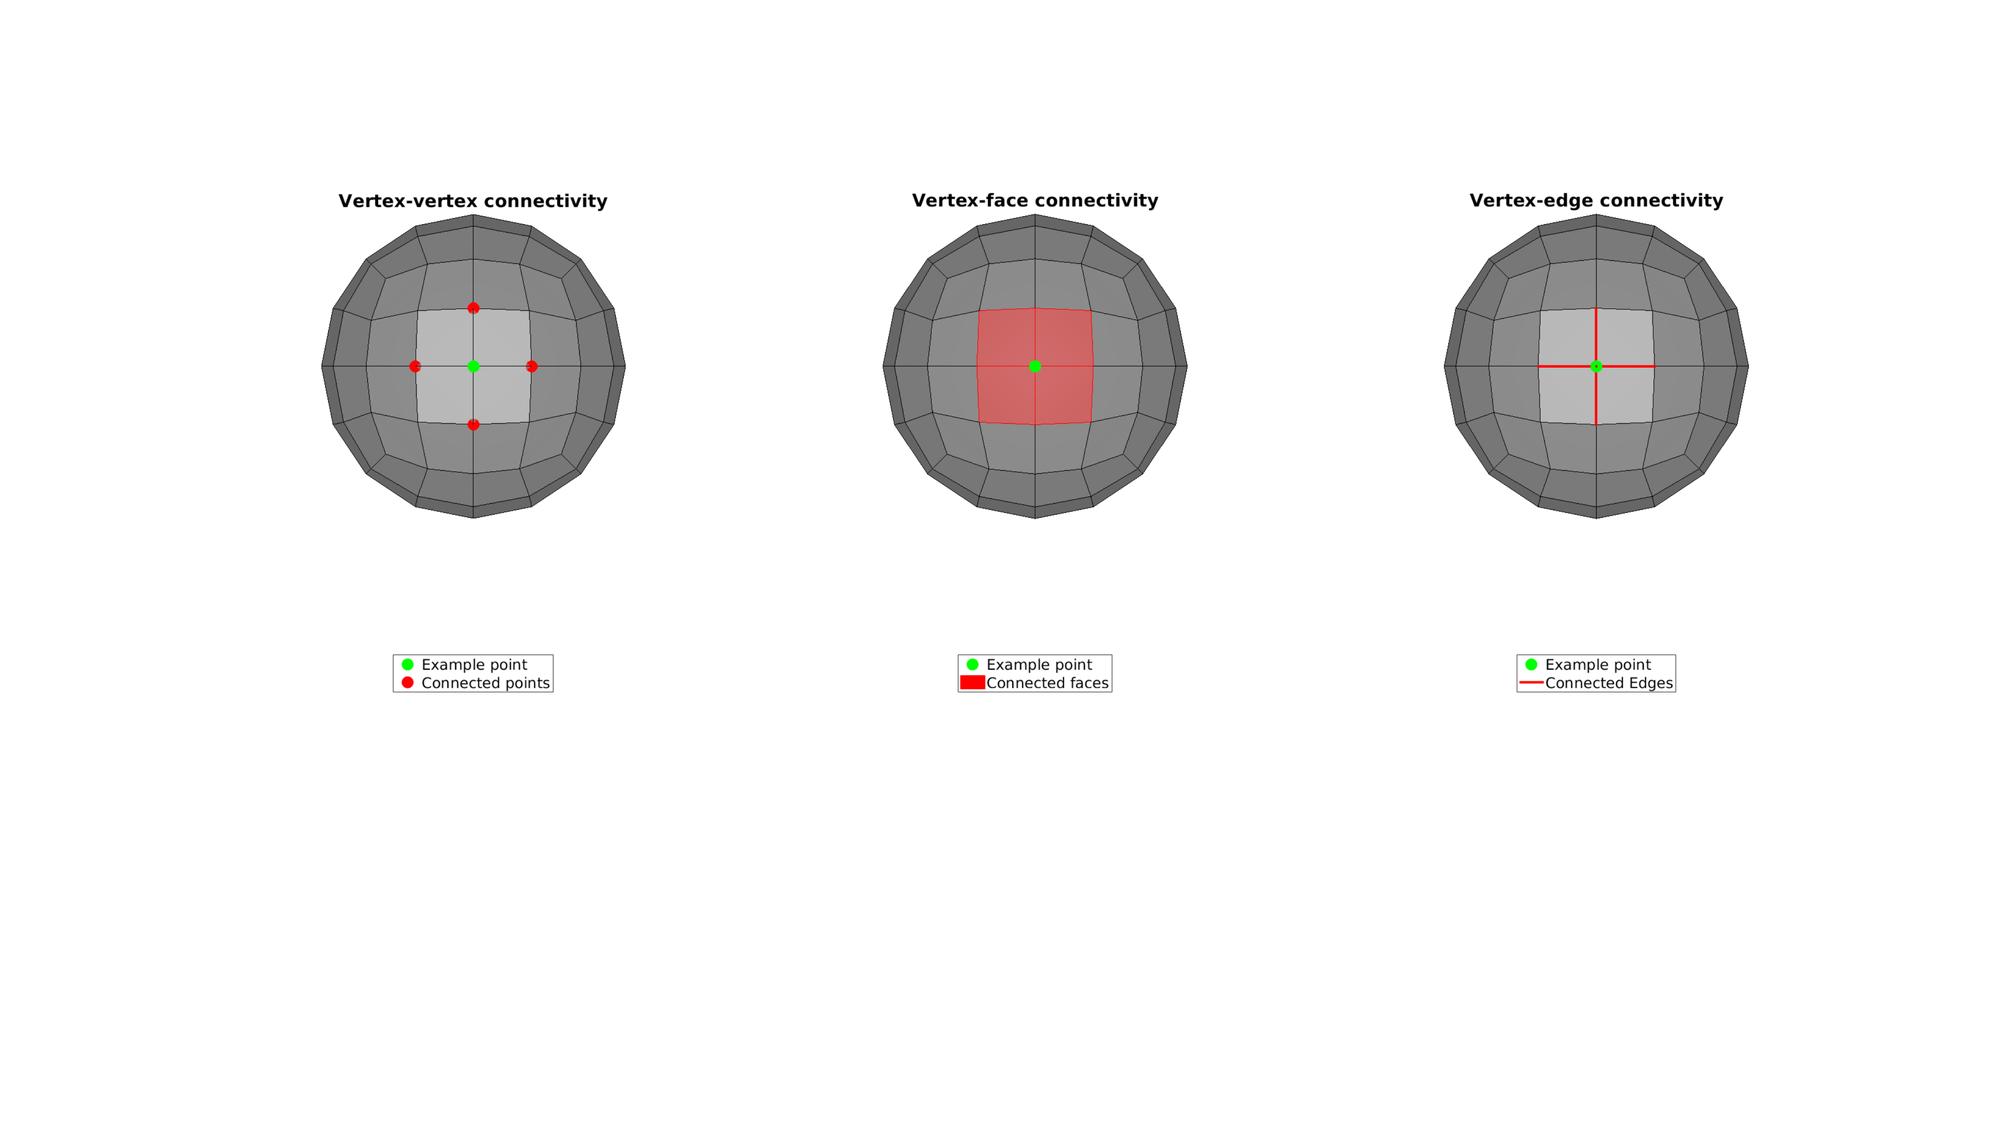 Vertex-vertex connectivity
Vertex-face connectivity
Vertex-edge connectivity
Example point
Connected points
Example point
Connected faces
Example point
Connected Edges